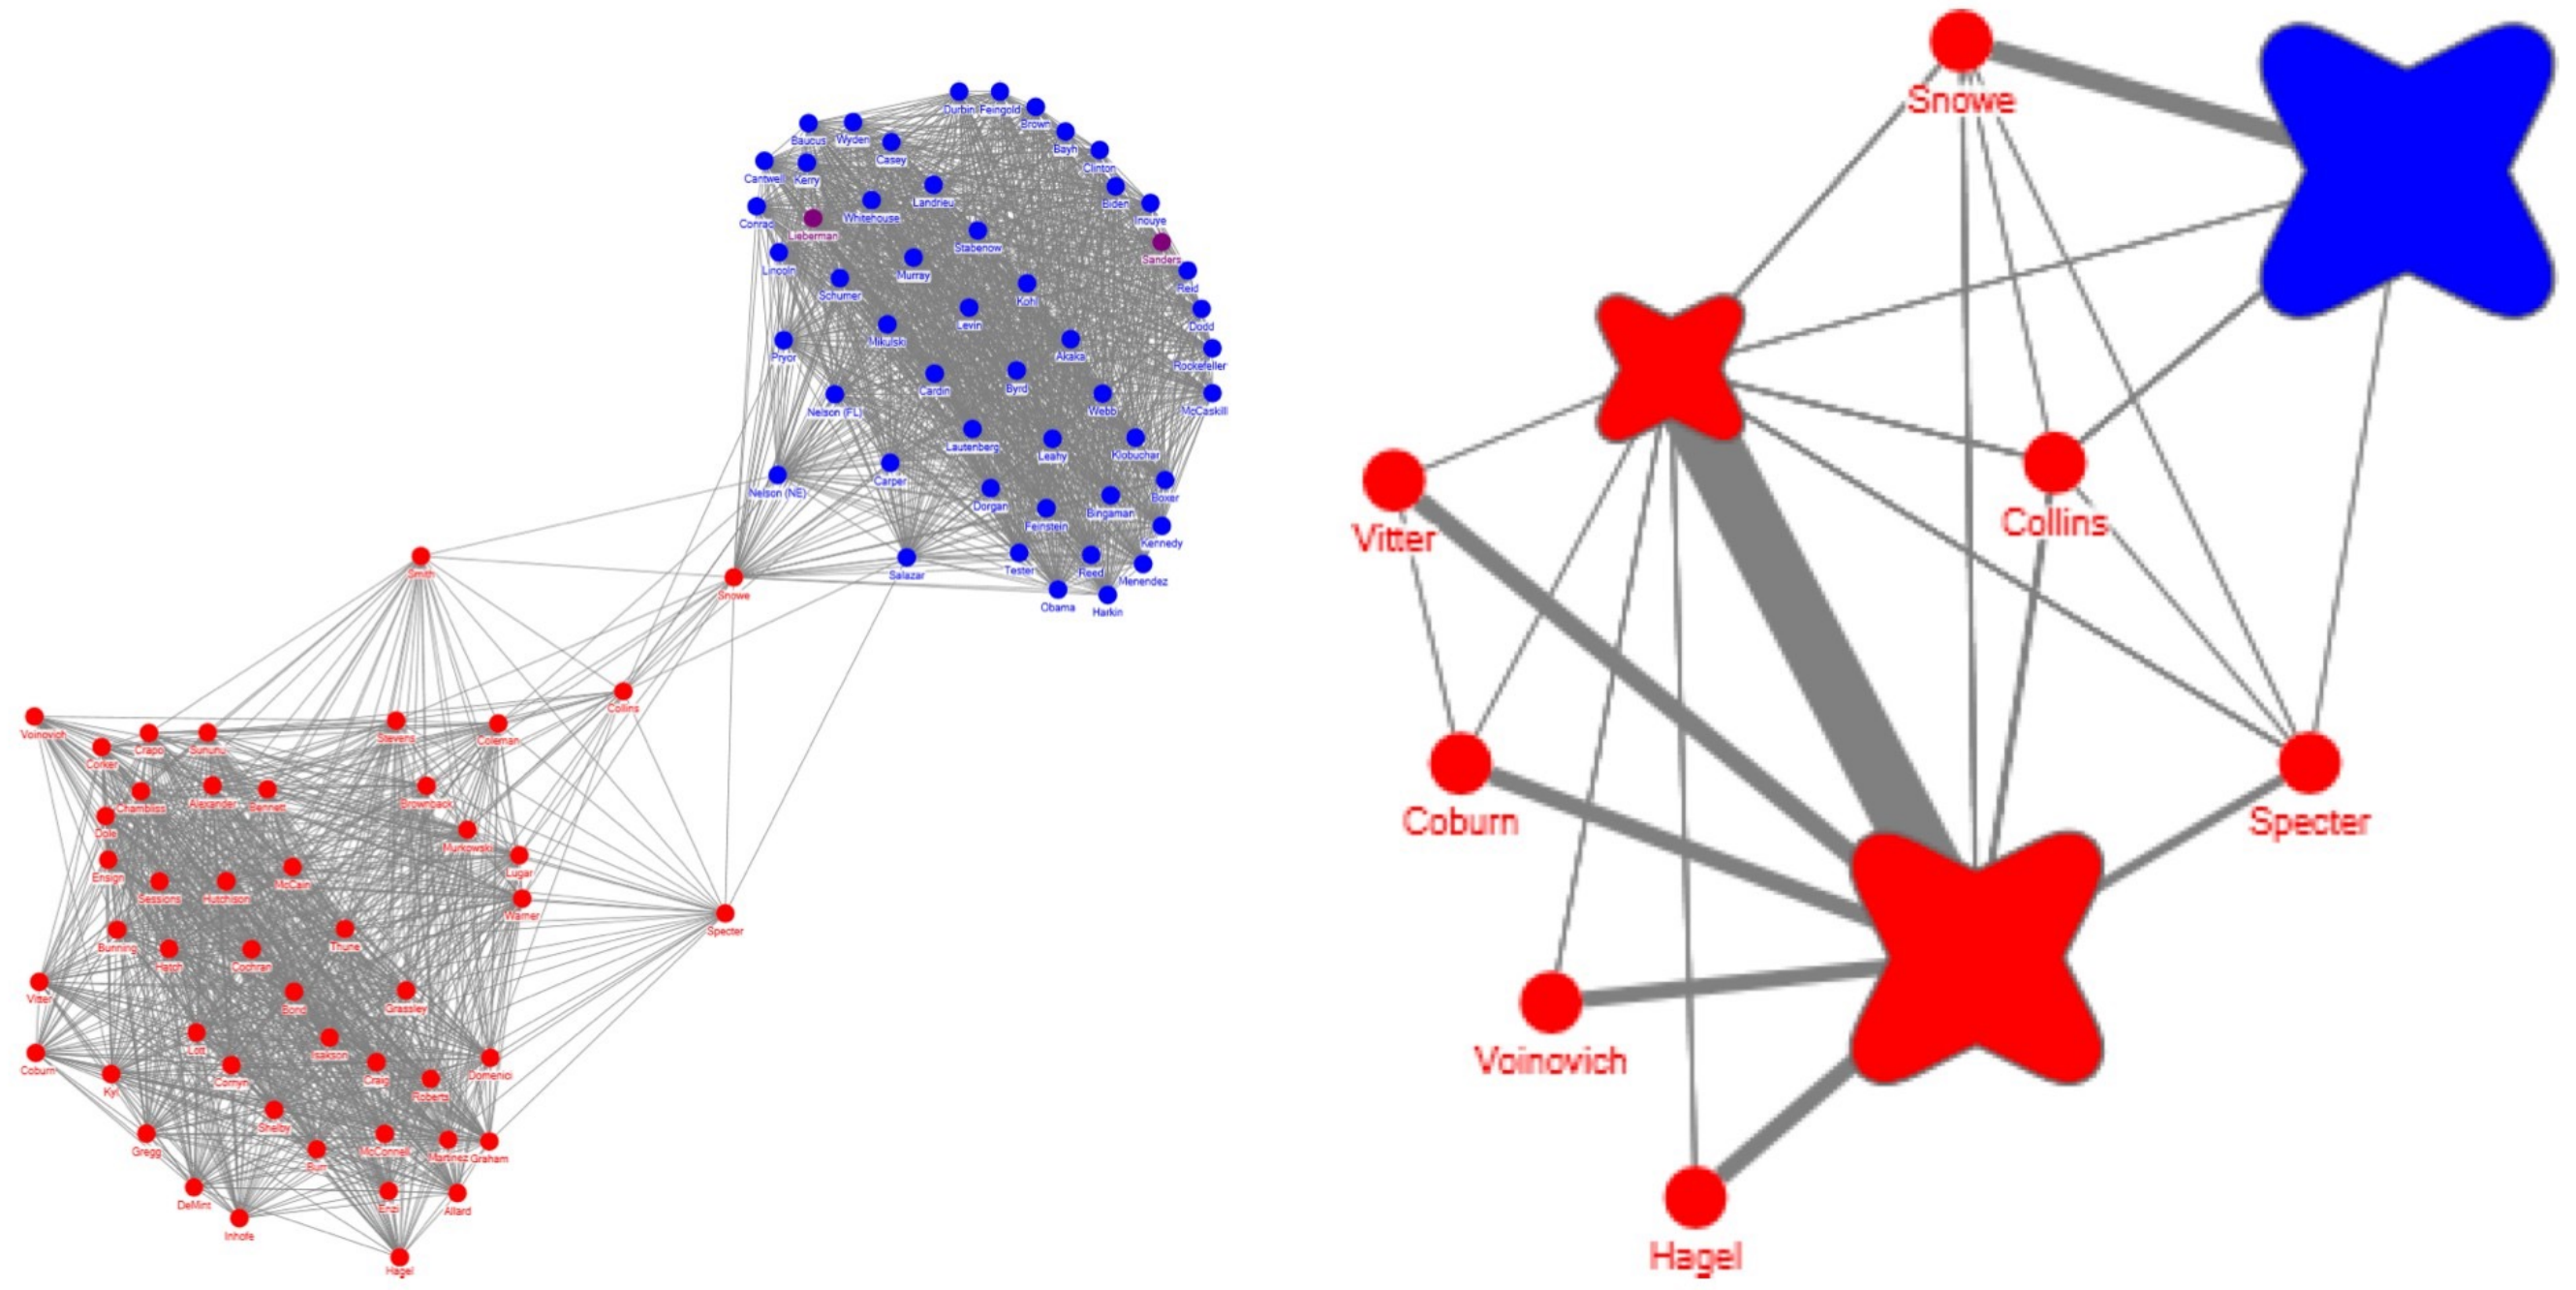 Durbin Feingold
Brown
Baucus Wyden
Bayh
Casey
Clinton
Cantwell Kerry
Biden
Landrieu
Whitehouse
Inouye
Conrad
Lieberman
Stabenow
Sanders
Lincoln
Murray
Reid
Schumer
Kohl
Levin
Dodd
Mikulski
Pryor
Akaka
Rockefeller
Cardin
Byrd
Nelson (FL)
Webb
McCaskill
Lautenberg
Leahy
Klobuchar
Carper
Nelson (NE)
Boxer
Dorgan
Bingaman
Feinstein
Kennedy
Tester
Reed
Salazar
Menendez
Smith
Snowe
Obama
Harkin
Collins
Voinovich
Crapo
Sununu
Stevens
Coleman
Corker
Chambliss
Alexander
Bennett
Brownback
Dole
Murkowski
Lugar
Ensign
Sessions
Hutchison
McCain
Warner
Specter
Bunning
Hatch
Cochran
Thune
Vitter
Bond
Grassley
Lott
Isakson
Coburn
Kyl
Cornyn
Craig
Domenici
Roberts
Shelby
Gregg
Burr
McConnell
Martinez Graham
DeMint
Enzi
Allard
Inhofe
Hagel
Snowe
Vitter
Collins
Coburn
Specter
Voinovich
Hagel